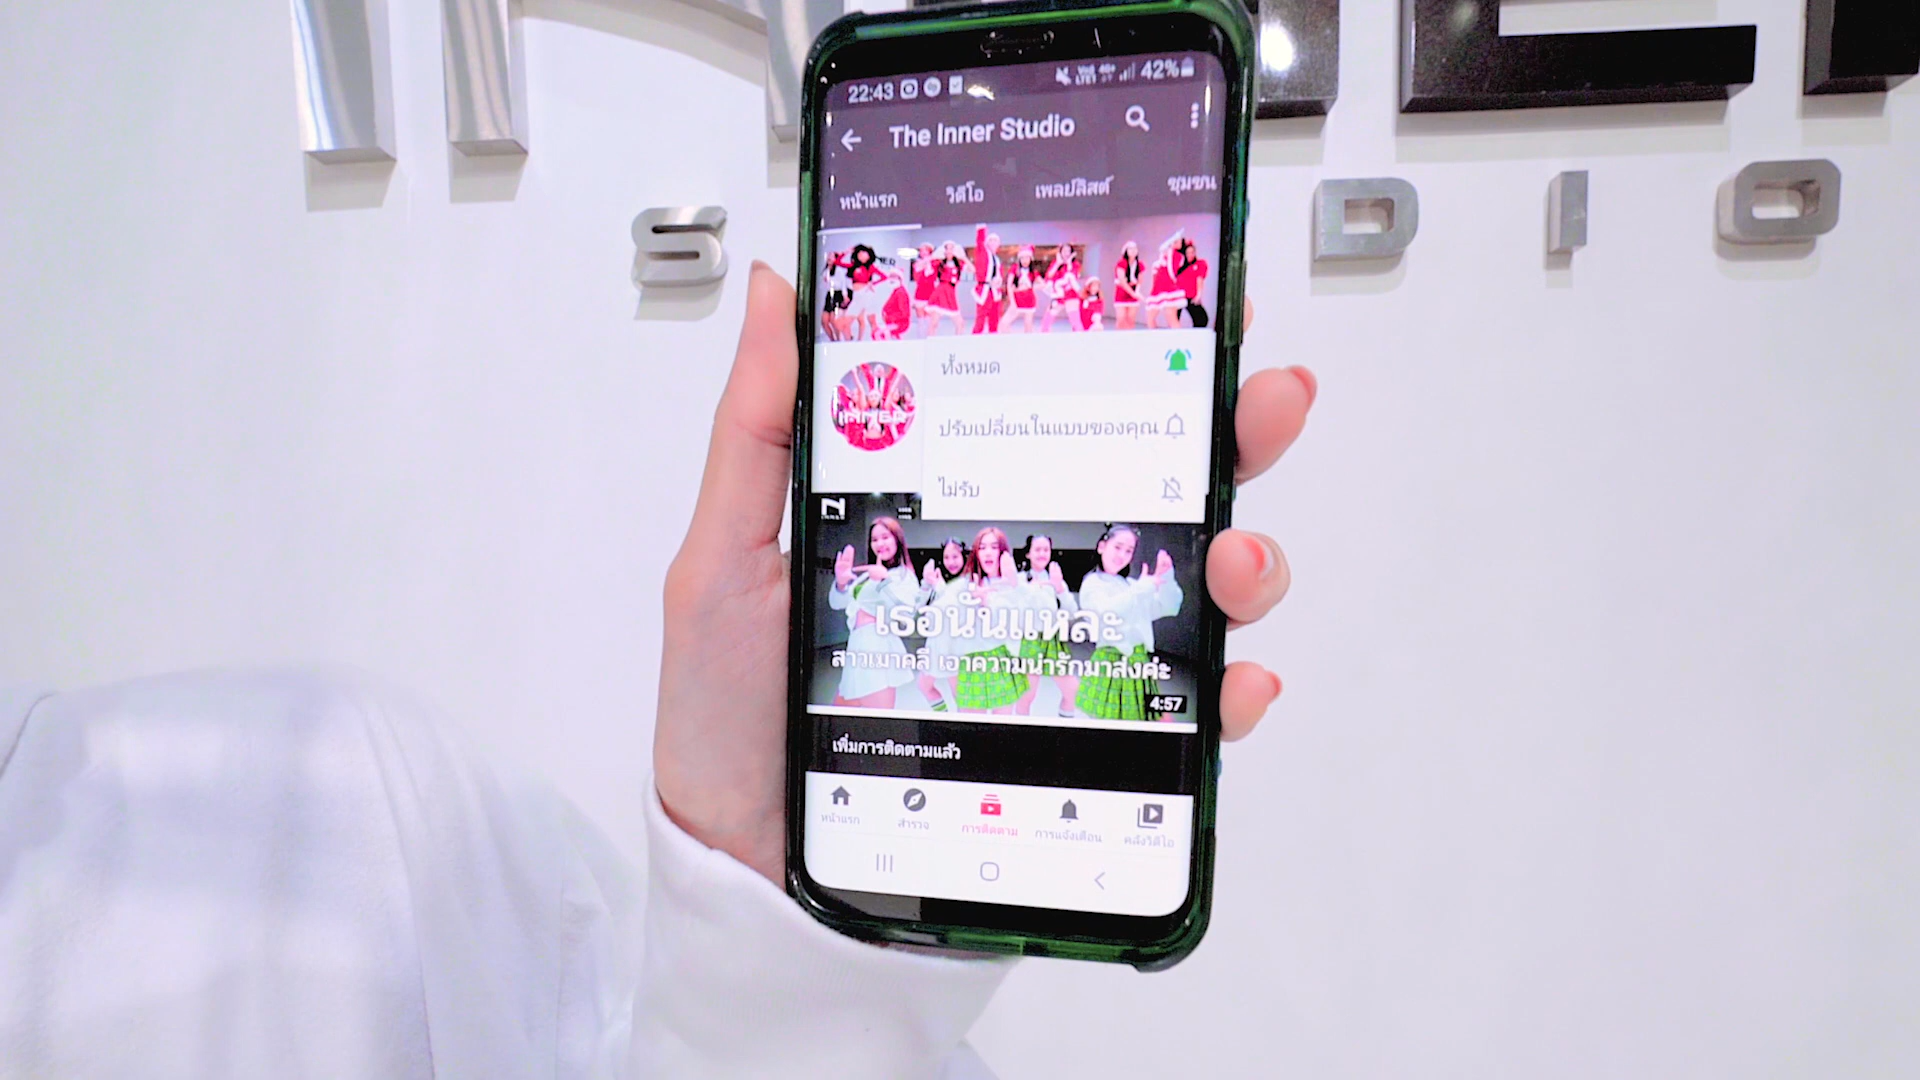 S DIO
22:43
42%
The Inner Studio
หน้าแรก วิดีโอ เพลย์ลิสต์ ชุมชน
ทั้งหมด
INNER
ปรับเปลี่ยนในแบบของคุณ
ไม่รับ
เธอนั่นแหละ
สาวเมาคลี เอาความน่ารักมาส่งค่ะ
4:57
เพิ่มการติดตามแล้ว
หน้าแรก สำรวจ การติดตาม การแจ้งเตือน คลังวิดีโอ